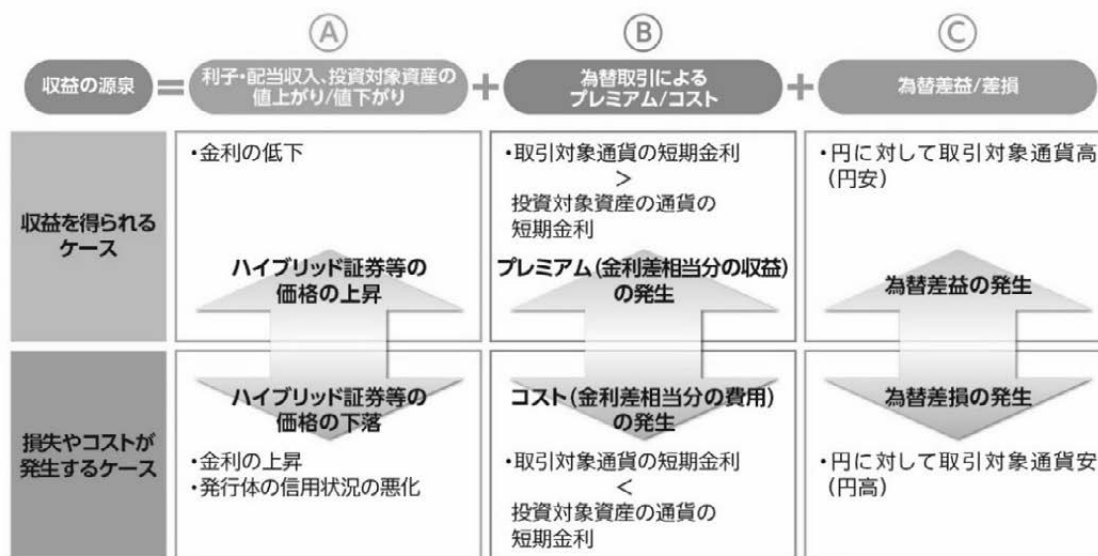 Ⓐ
Ⓑ
Ⓒ
収益の源泉
=
利子・配当収入、投資対象資産の
値上がり/値下がり
+
為替取引による
プレミアム/コスト
+
為替差益/差損
収益を得られる
ケース
・金利の低下
ハイブリッド証券等の
価格の上昇
・取引対象通貨の短期金利
>
投資対象資産の通貨の
短期金利
プレミアム(金利差相当分の収益)
の発生
・円に対して取引対象通貨高
(円安)
為替差益の発生
損失やコストが
発生するケース
ハイブリッド証券等の
価格の下落
・金利の上昇
・発行体の信用状況の悪化
コスト(金利差相当分の費用)
の発生
・取引対象通貨の短期金利
<
投資対象資産の通貨の
短期金利
為替差損の発生
・円に対して取引対象通貨安
(円高)